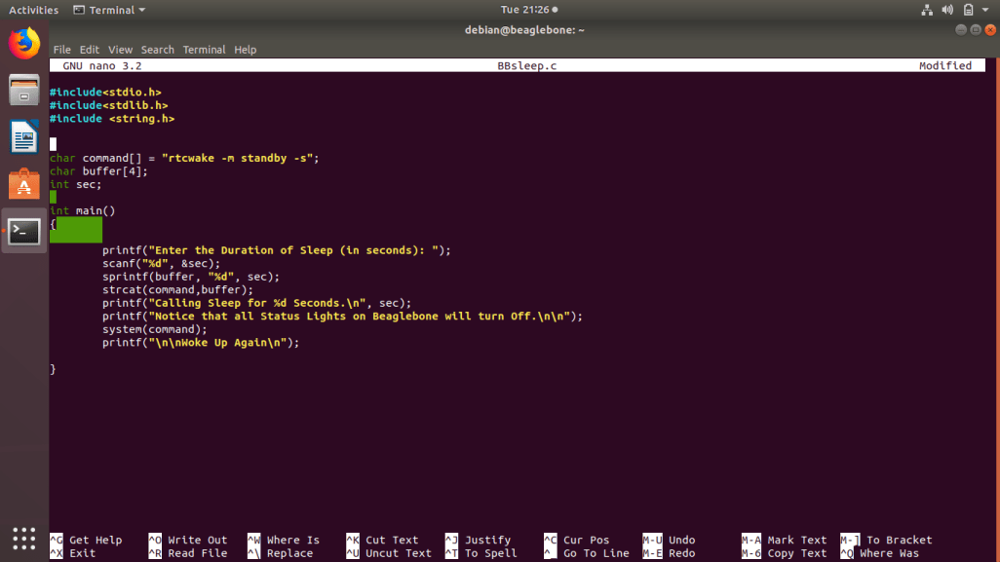 Activities Terminal Tue 21:26
debian@beaglebone: ~
File Edit View Search Terminal Help
GNU nano 3.2 BBsleep.c Modified
#include<stdio.h>
#include<stdlib.h>
#include <string.h>
char command[] = "rtcwake -m standby -s";
char buffer[4];
int sec;
int main()
{
printf("Enter the Duration of Sleep (in seconds): ");
scanf("%d", &sec);
sprintf(buffer, "%d", sec);
strcat(command,buffer);
printf("Calling Sleep for %d Seconds.\n", sec);
printf("Notice that all Status Lights on Beaglebone will turn Off.\n\n");
system(command);
printf("\n\nWoke Up Again\n");
}
^G Get Help ^O Write Out ^W Where Is ^K Cut Text ^J Justify ^C Cur Pos M-U Undo M-A Mark Text M-] To Bracket
^X Exit ^R Read File ^\ Replace ^U Uncut Text ^T To Spell ^_ Go To Line M-E Redo M-6 Copy Text ^Q Where Was